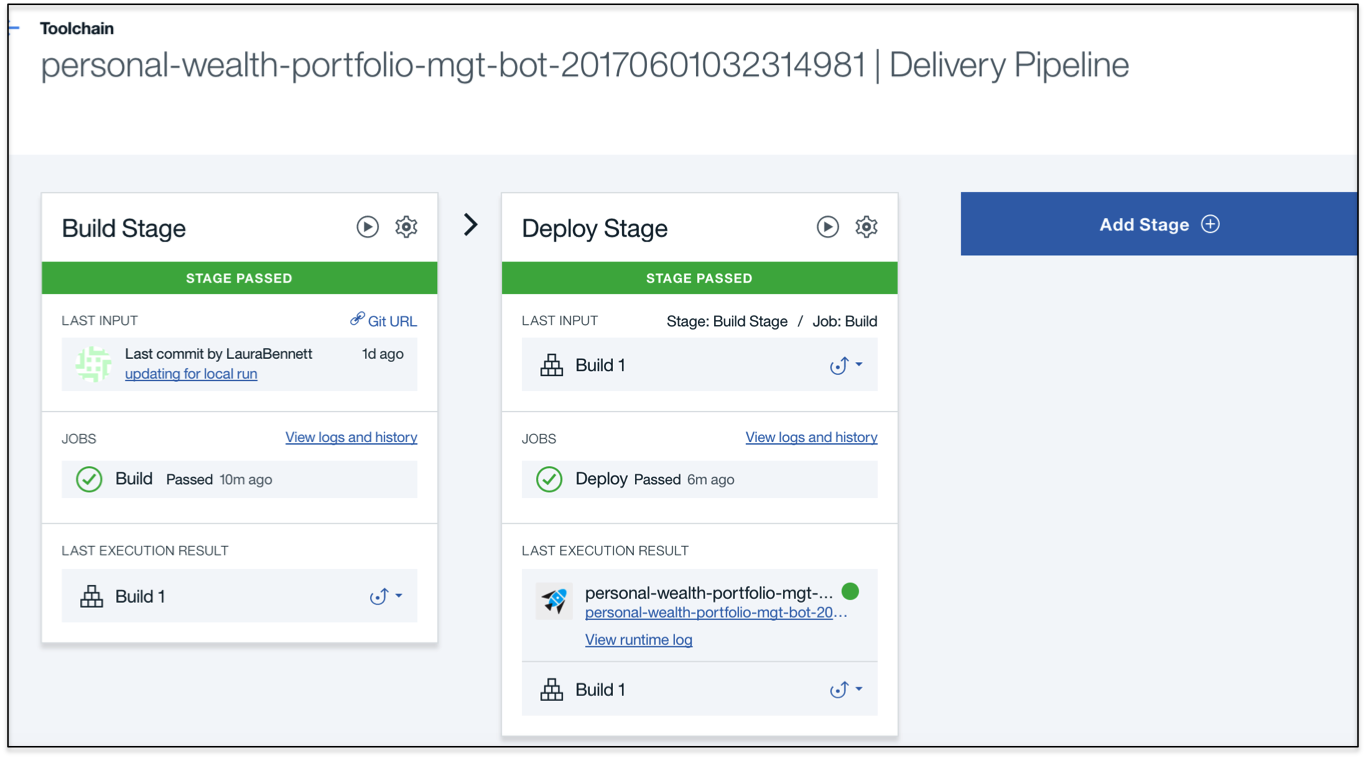 Toolchain
personal-wealth-portfolio-mgt-bot-20170601032314981 | Delivery Pipeline
Build Stage
STAGE PASSED
LAST INPUT
Git URL
Last commit by LauraBennett
1d ago
updating for local run
JOBS
View logs and history
Build Passed 10m ago
LAST EXECUTION RESULT
Build 1
Deploy Stage
STAGE PASSED
LAST INPUT
Stage: Build Stage / Job: Build
Build 1
JOBS
View logs and history
Deploy Passed 6m ago
LAST EXECUTION RESULT
personal-wealth-portfolio-mgt-...
personal-wealth-portfolio-mgt-bot-20...
View runtime log
Build 1
Add Stage